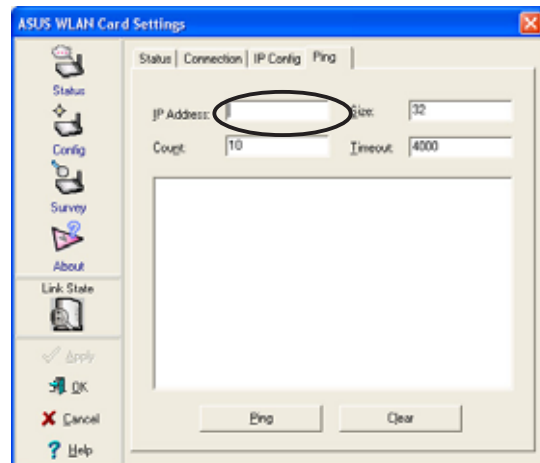 ASUS WLAN Card Settings
Status
Config
Survey
About
Link State
Apply
OK
Cancel
Help
Status Connection IP Config Ping
IP Address: Size: 32
Count: 10 Timeout: 4000
Ping Clear